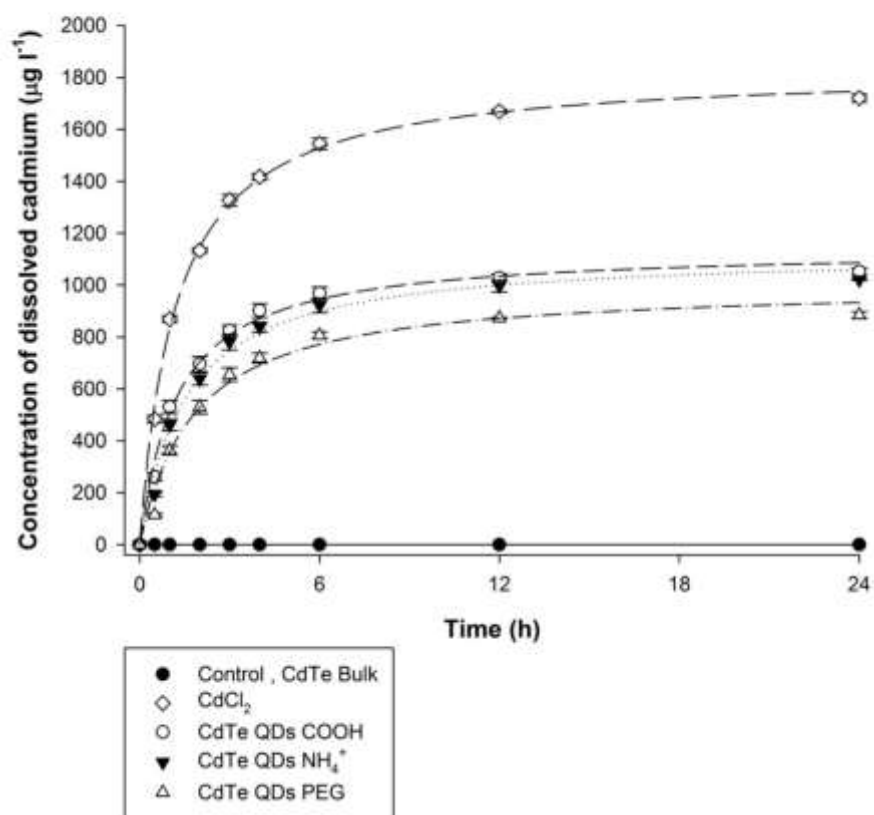 Concentration of dissolved cadmium (µg l⁻¹)
2000
1800
1600
1400
1200
1000
800
600
400
200
0
0 6 12 18 24
Time (h)
Control , CdTe Bulk
CdCl₂
CdTe QDs COOH
CdTe QDs NH₄⁺
CdTe QDs PEG